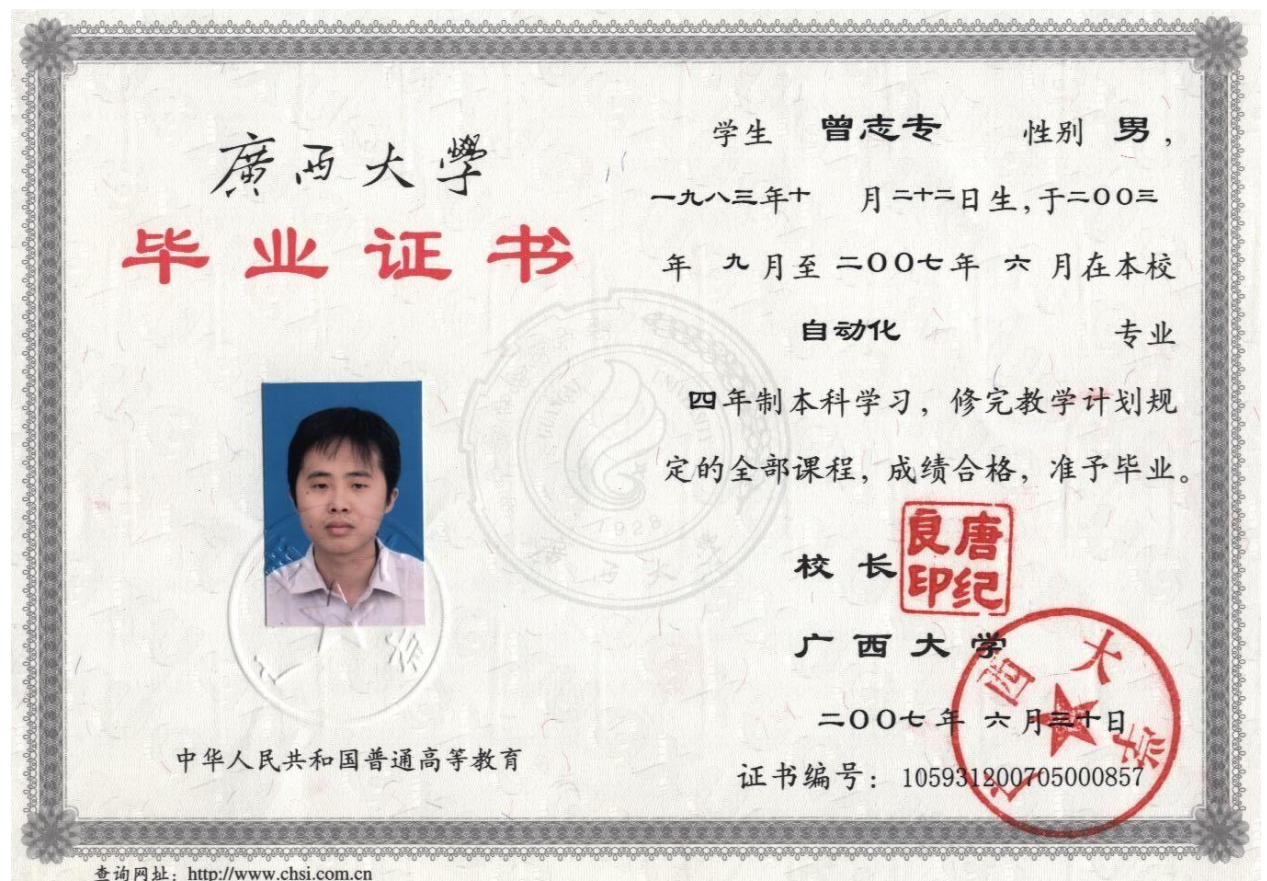 廣西大學
毕业证书
中华人民共和国普通高等教育
学生 曾志专 性别 男，
一九八三年十 月二十二日生，于二〇〇三
年 九 月至 二〇〇七年 六 月在本校
自动化 专业
四年制本科学习，修完教学计划规
定的全部课程，成绩合格，准予毕业。
校 长
唐纪
良印
广 西 大 学
广西大学
二〇〇七 年 六 月三十日
证书编号：105931200705000857
1928
查询网址：http://www.chsi.com.cn